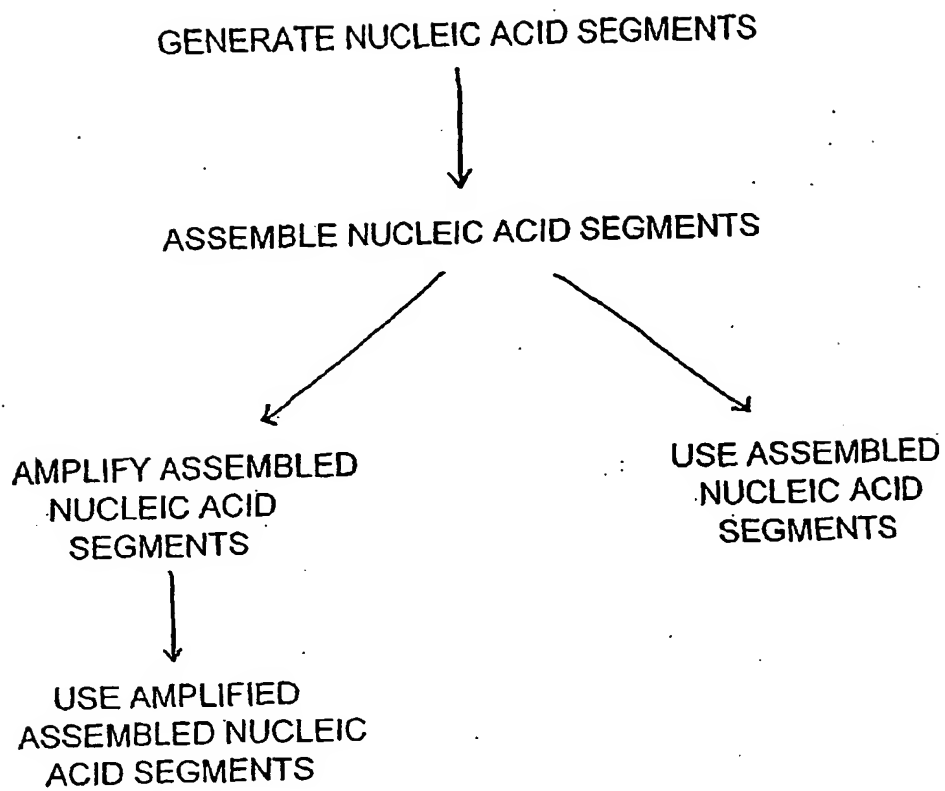 GENERATE NUCLEIC ACID SEGMENTS
ASSEMBLE NUCLEIC ACID SEGMENTS
AMPLIFY ASSEMBLED
NUCLEIC ACID
SEGMENTS
USE ASSEMBLED
NUCLEIC ACID
SEGMENTS
USE AMPLIFIED
ASSEMBLED NUCLEIC
ACID SEGMENTS